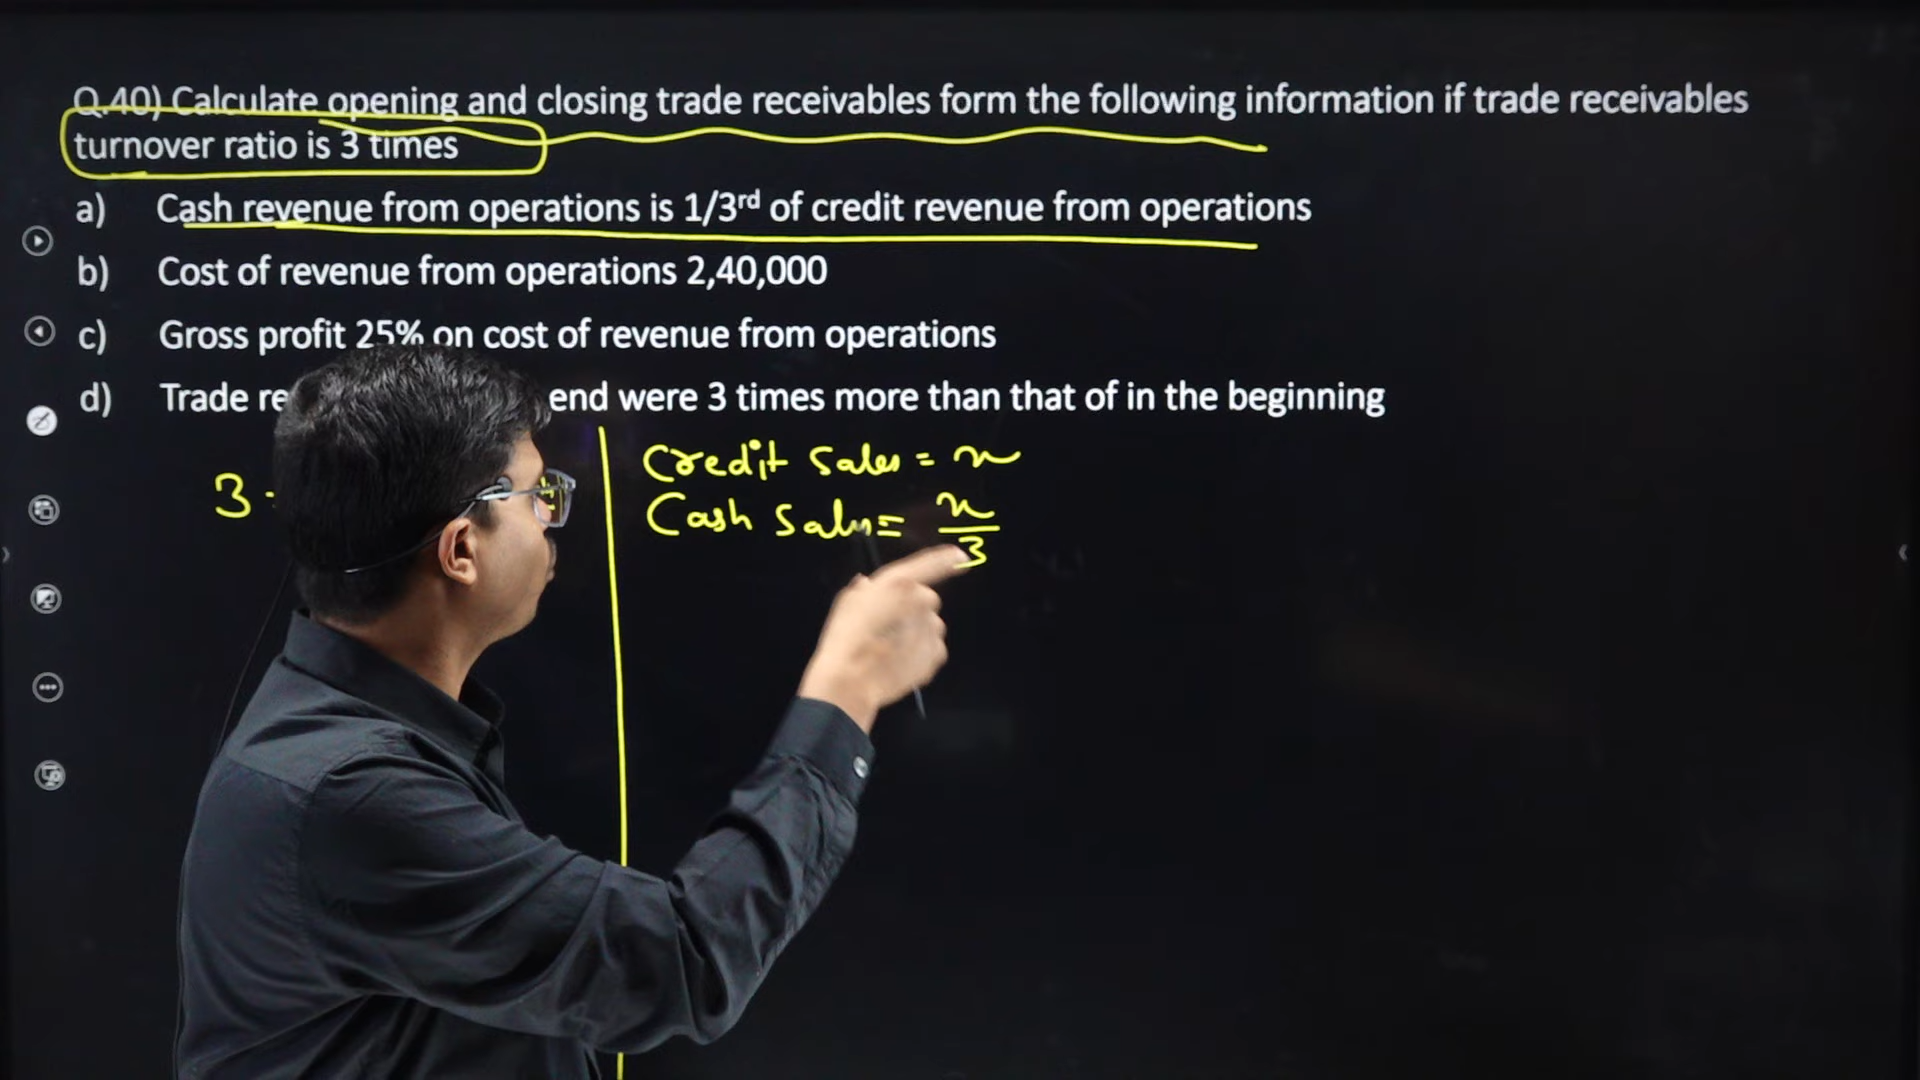 Q.40) Calculate opening and closing trade receivables form the following information if trade receivables
turnover ratio is 3 times
a) Cash revenue from operations is 1/3rd of credit revenue from operations
b) Cost of revenue from operations 2,40,000
c) Gross profit 25% on cost of revenue from operations
d) Trade end were 3 times more than that of in the beginning
3
Credit Sales = x
Cash Sales = x
3